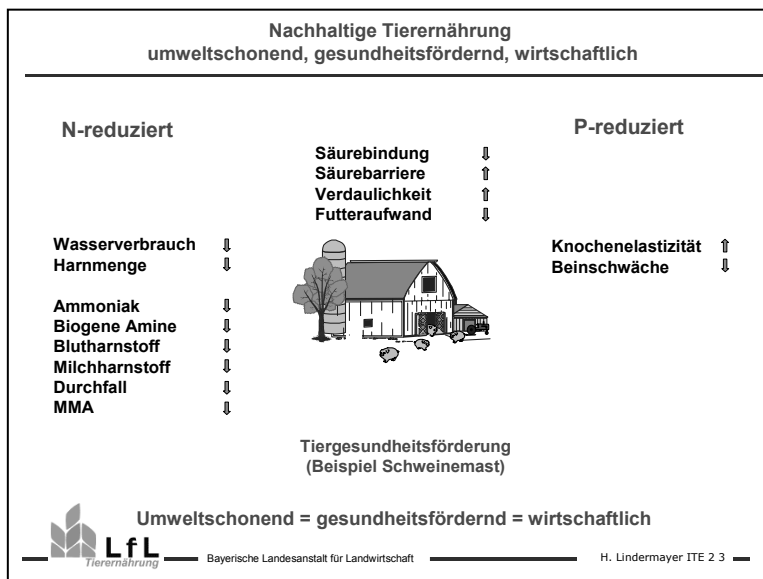 Nachhaltige Tierernährung
umweltschonend, gesundheitsfördernd, wirtschaftlich
N-reduziert
P-reduziert
Säurebindung ⇩
Säurebarriere ⇧
Verdaulichkeit ⇧
Futteraufwand ⇩
Wasserverbrauch ⇩
Harnmenge ⇩
Knochenelastizität ⇧
Beinschwäche ⇩
Ammoniak ⇩
Biogene Amine ⇩
Blutharnstoff ⇩
Milchharnstoff ⇩
Durchfall ⇩
MMA ⇩
Tiergesundheitsförderung
(Beispiel Schweinemast)
Umweltschonend = gesundheitsfördernd = wirtschaftlich
LfL
Tierernährung
Bayerische Landesanstalt für Landwirtschaft
H. Lindermayer ITE 2 3